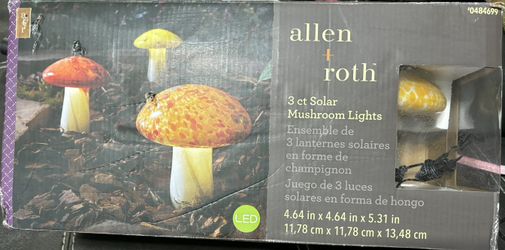 0484699
allen
+
roth™
3 ct Solar
Mushroom Lights
Ensemble de
3 lanternes solaires
en forme de
champignon
Juego de 3 luces
solares en forma de hongo
4.64 in x 4.64 in x 5.31 in
11,78 cm x 11,78 cm x 13,48 cm
LED